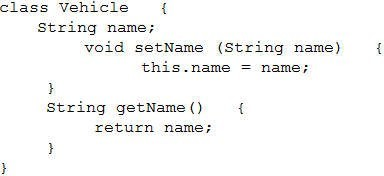 class Vehicle {
String name;
void setName (String name) {
this.name = name;
}
String getName() {
return name;
}
}